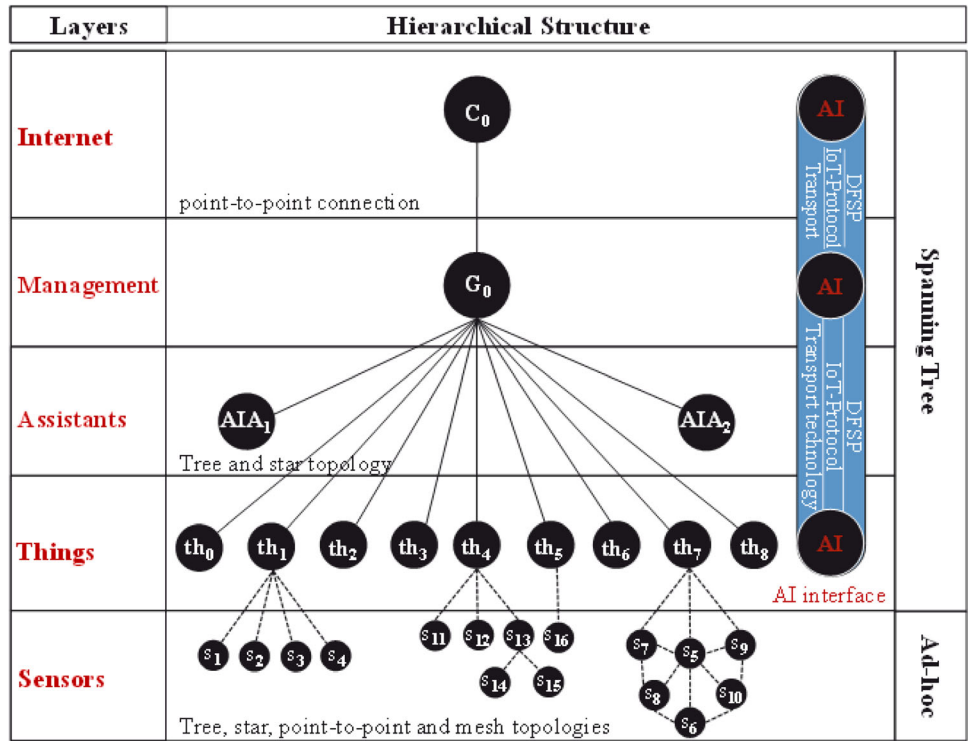 Layers
Hierarchical Structure
Internet
C0
AI
point-to-point connection
DFSP
IoT-Protocol
Transport
Management
G0
AI
Spanning Tree
Assistants
AIA1
AIA2
Tree and star topology
DFSP
IoT-Protocol
Transport technology
Things
th0 th1 th2 th3 th4 th5 th6 th7 th8
AI
AI interface
Sensors
s1 s2 s3 s4
s11 s12 s13 s16
s14 s15
s7 s5 s9
s8 s10
s6
Tree, star, point-to-point and mesh topologies
Ad-hoc